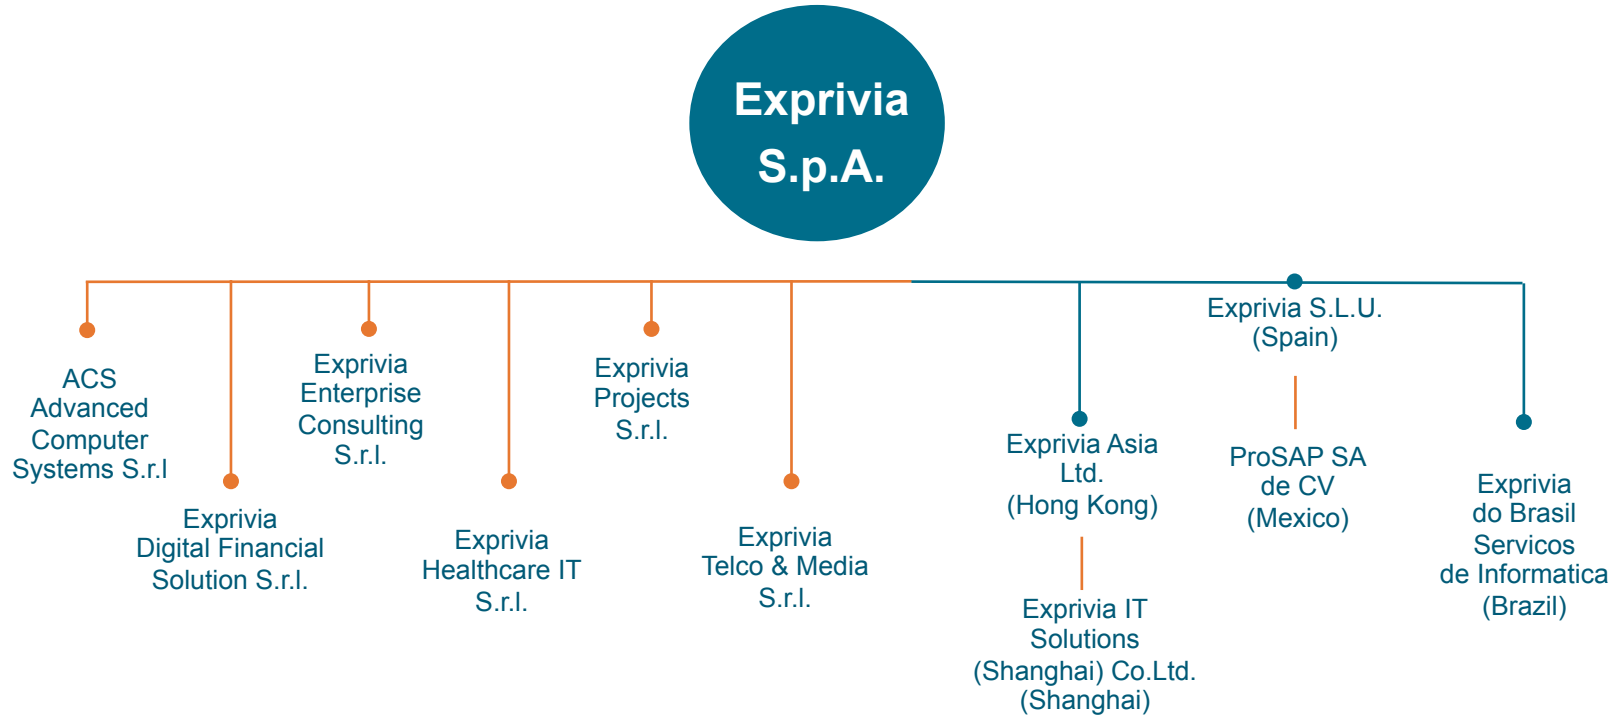 Exprivia
S.p.A.
ACS
Advanced
Computer
Systems S.r.l
Exprivia
Digital Financial
Solution S.r.l.
Exprivia
Enterprise
Consulting
S.r.l.
Exprivia
Healthcare IT
S.r.l.
Exprivia
Projects
S.r.l.
Exprivia
Telco & Media
S.r.l.
Exprivia Asia
Ltd.
(Hong Kong)
Exprivia IT
Solutions
(Shanghai) Co.Ltd.
(Shanghai)
Exprivia S.L.U.
(Spain)
ProSAP SA
de CV
(Mexico)
Exprivia
do Brasil
Servicos
de Informatica
(Brazil)